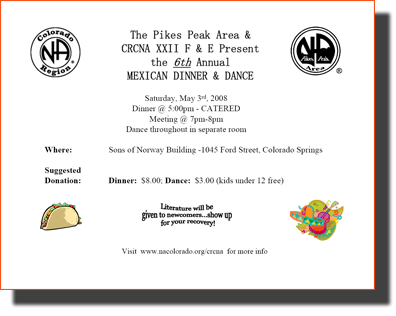 Colorado
NA
Region
®
The Pikes Peak Area &
CRCNA XXII F & E Present
the 6th Annual
MEXICAN DINNER & DANCE
NA
Pikes Peak
Area
®
Saturday, May 3rd, 2008
Dinner @ 5:00pm - CATERED
Meeting @ 7pm-8pm
Dance throughout in separate room
Where: Sons of Norway Building -1045 Ford Street, Colorado Springs
Suggested
Donation: Dinner: $8.00; Dance: $3.00 (kids under 12 free)
Literature will be
given to newcomers...show up
for your recovery!
Visit www.nacolorado.org/crcna for more info